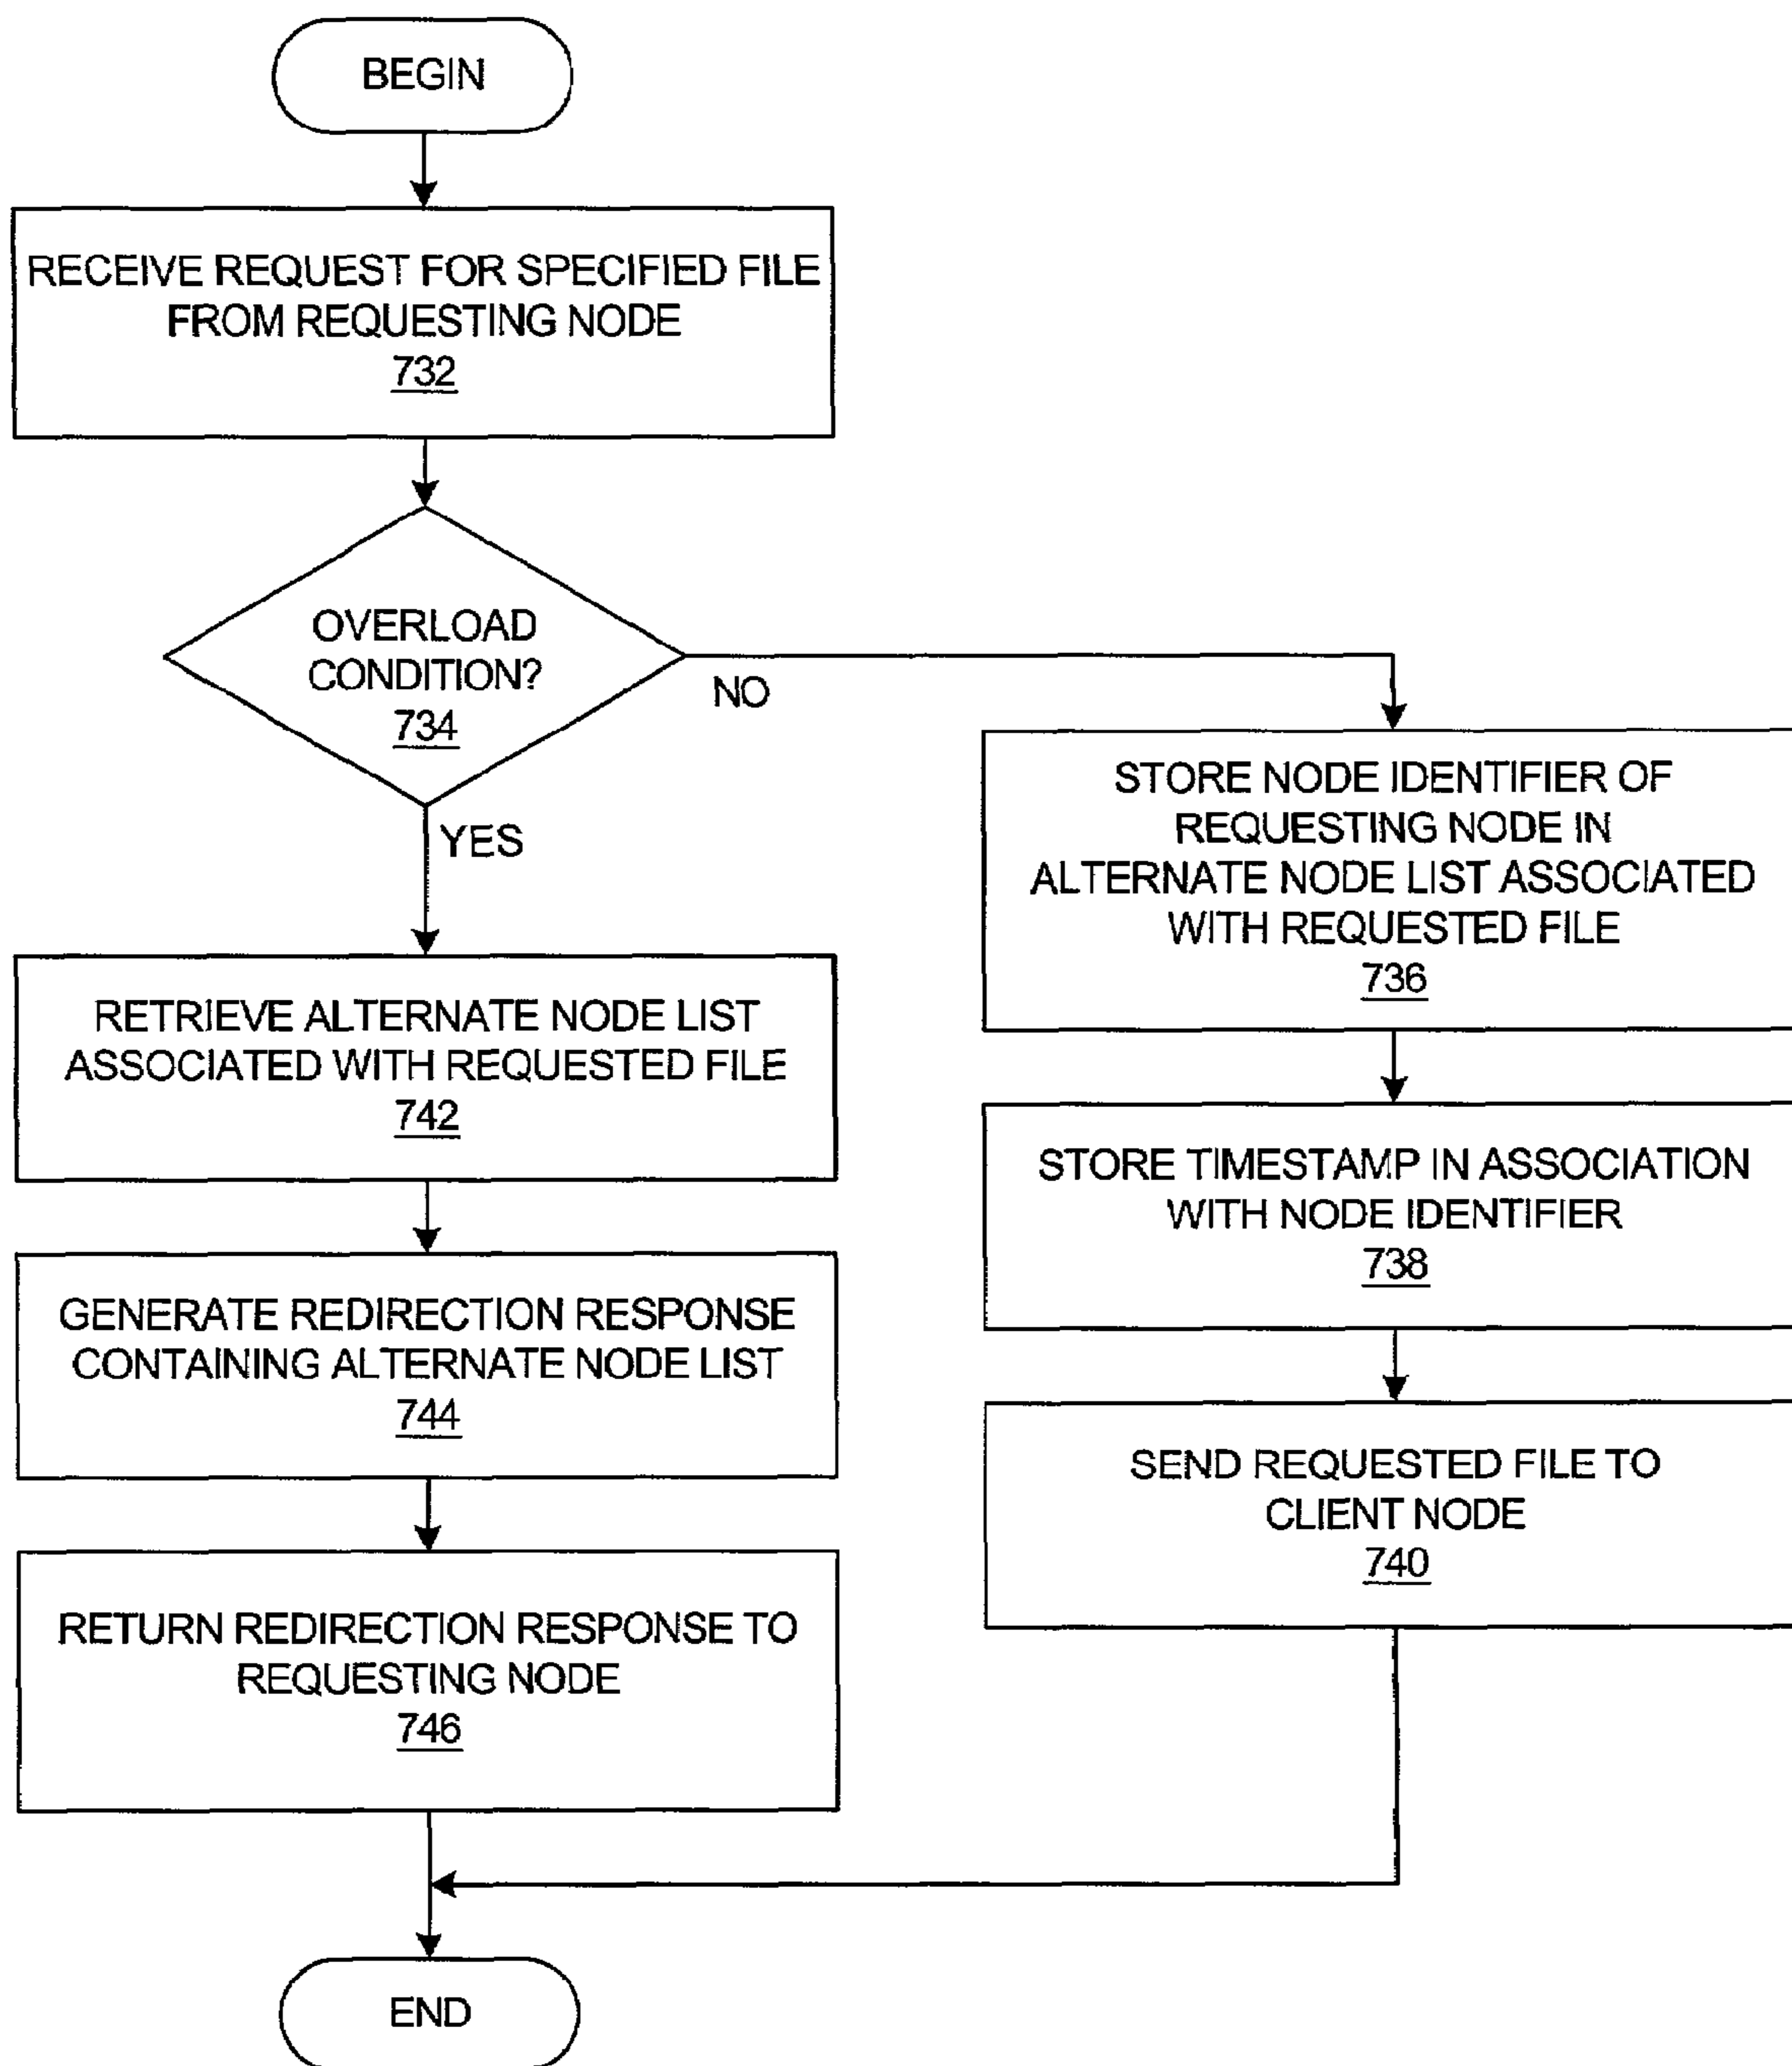 BEGIN
RECEIVE REQUEST FOR SPECIFIED FILE
FROM REQUESTING NODE
732
OVERLOAD
CONDITION?
734
NO
YES
STORE NODE IDENTIFIER OF
REQUESTING NODE IN
ALTERNATE NODE LIST ASSOCIATED
WITH REQUESTED FILE
736
STORE TIMESTAMP IN ASSOCIATION
WITH NODE IDENTIFIER
738
SEND REQUESTED FILE TO
CLIENT NODE
740
RETRIEVE ALTERNATE NODE LIST
ASSOCIATED WITH REQUESTED FILE
742
GENERATE REDIRECTION RESPONSE
CONTAINING ALTERNATE NODE LIST
744
RETURN REDIRECTION RESPONSE TO
REQUESTING NODE
746
END